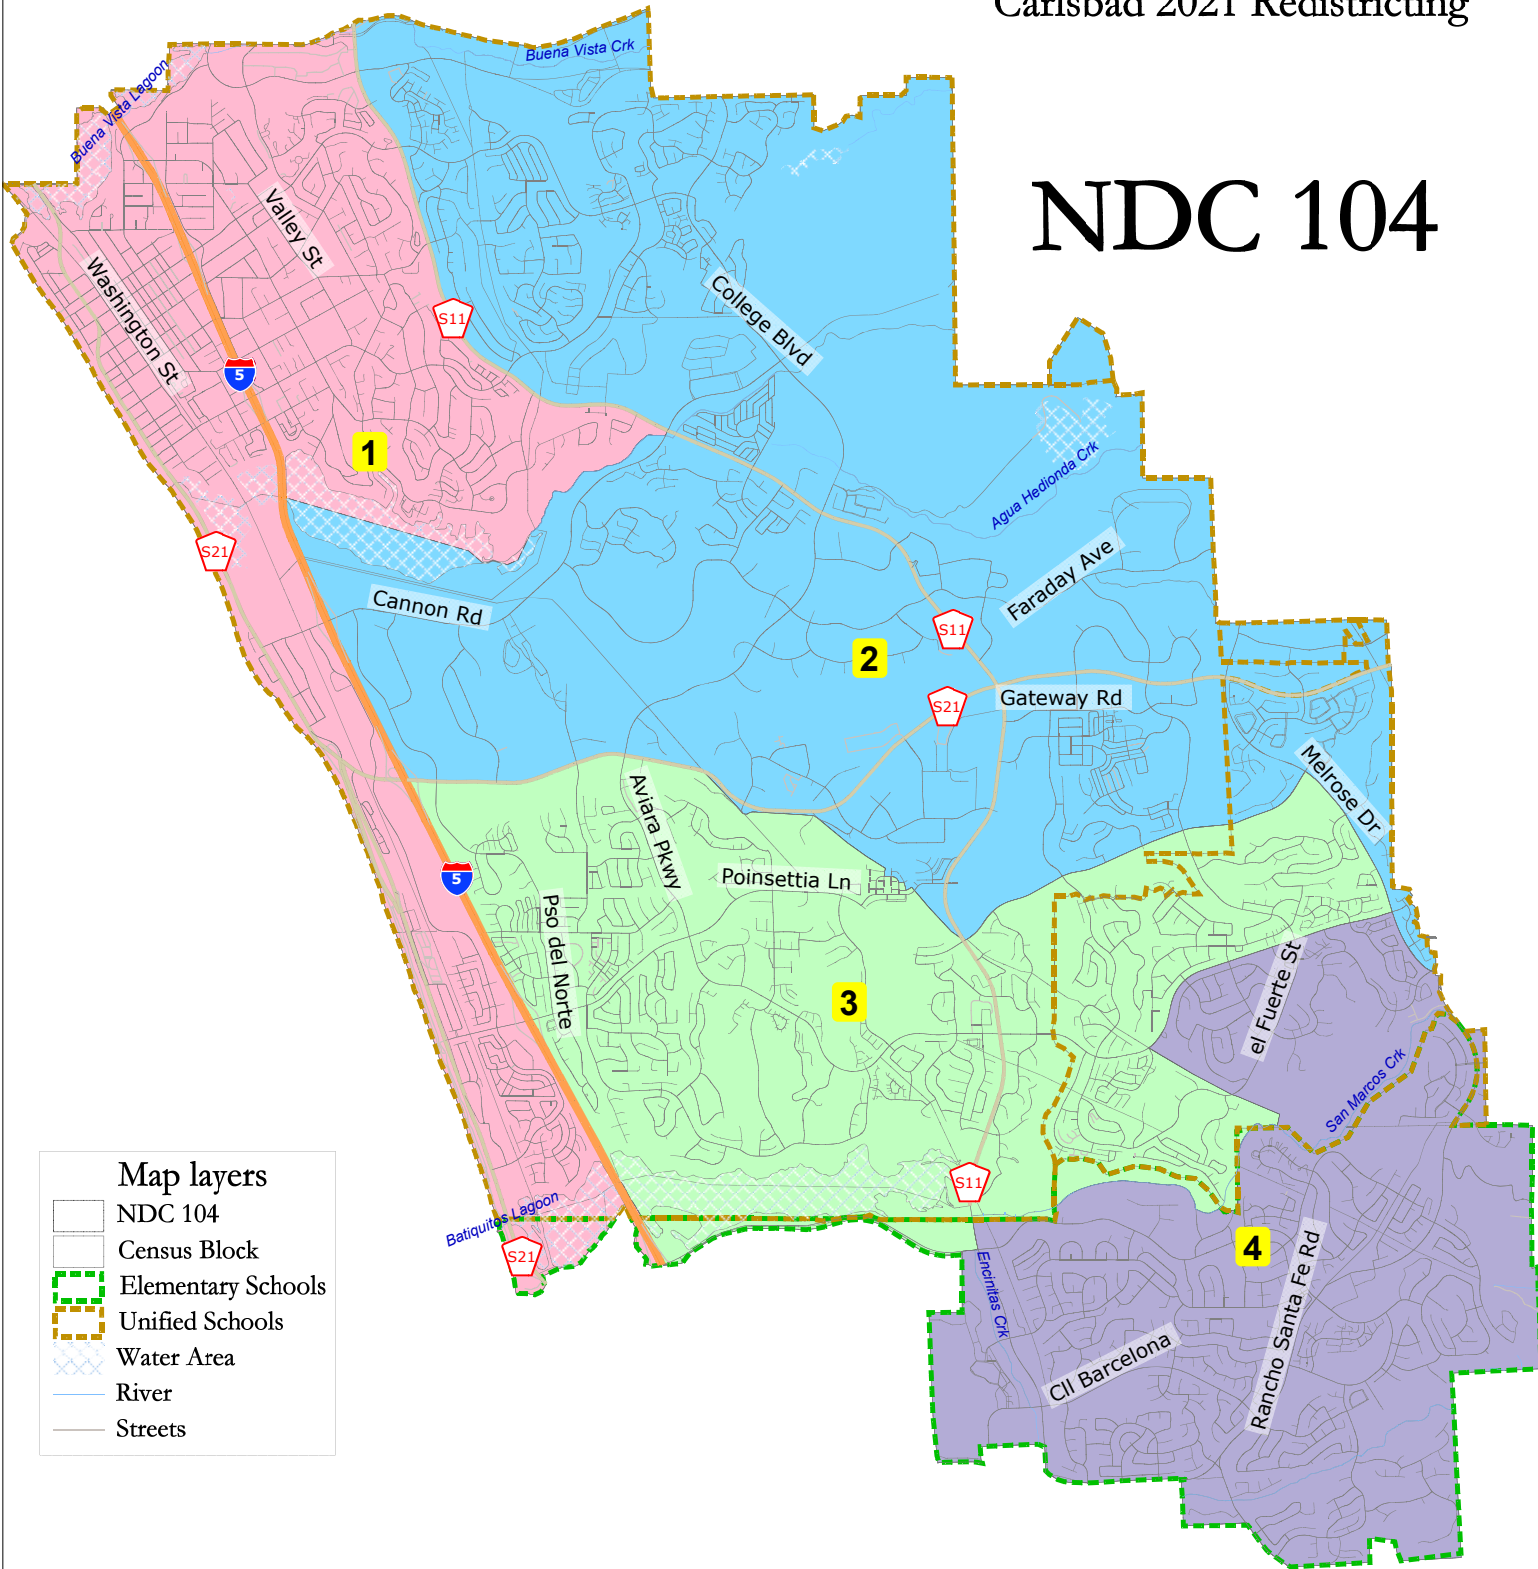 Carlsbad 2021 Redistricting
NDC 104
Buena Vista Crk
Buena Vista Lagoon
Valley St
Washington St
College Blvd
S11
5
1
Agua Hedionda Crk
S21
Cannon Rd
Faraday Ave
S11
2
S21
Gateway Rd
Melrose Dr
Aviara Pkwy
Poinsettia Ln
5
Pso del Norte
3
el Fuerte St
San Marcos Crk
S11
Batiquitos Lagoon
S21
4
Encinitas Crk
Rancho Santa Fe Rd
Cll Barcelona
Map layers
NDC 104
Census Block
Elementary Schools
Unified Schools
Water Area
River
Streets